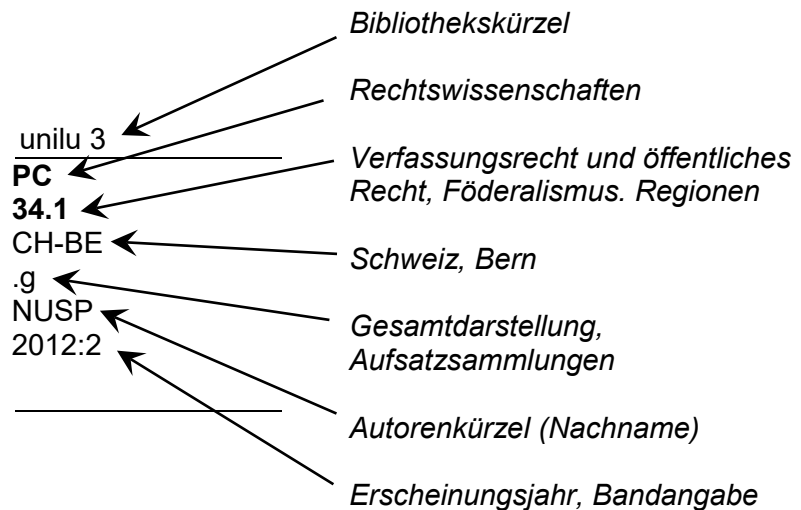 Bibliothekskürzel
Rechtswissenschaften
unilu 3
PC
Verfassungsrecht und öffentliches
Recht, Föderalismus. Regionen
34.1
CH-BE
Schweiz, Bern
.g
NUSP
Gesamtdarstellung,
Aufsatzsammlungen
2012:2
Autorenkürzel (Nachname)
Erscheinungsjahr, Bandangabe